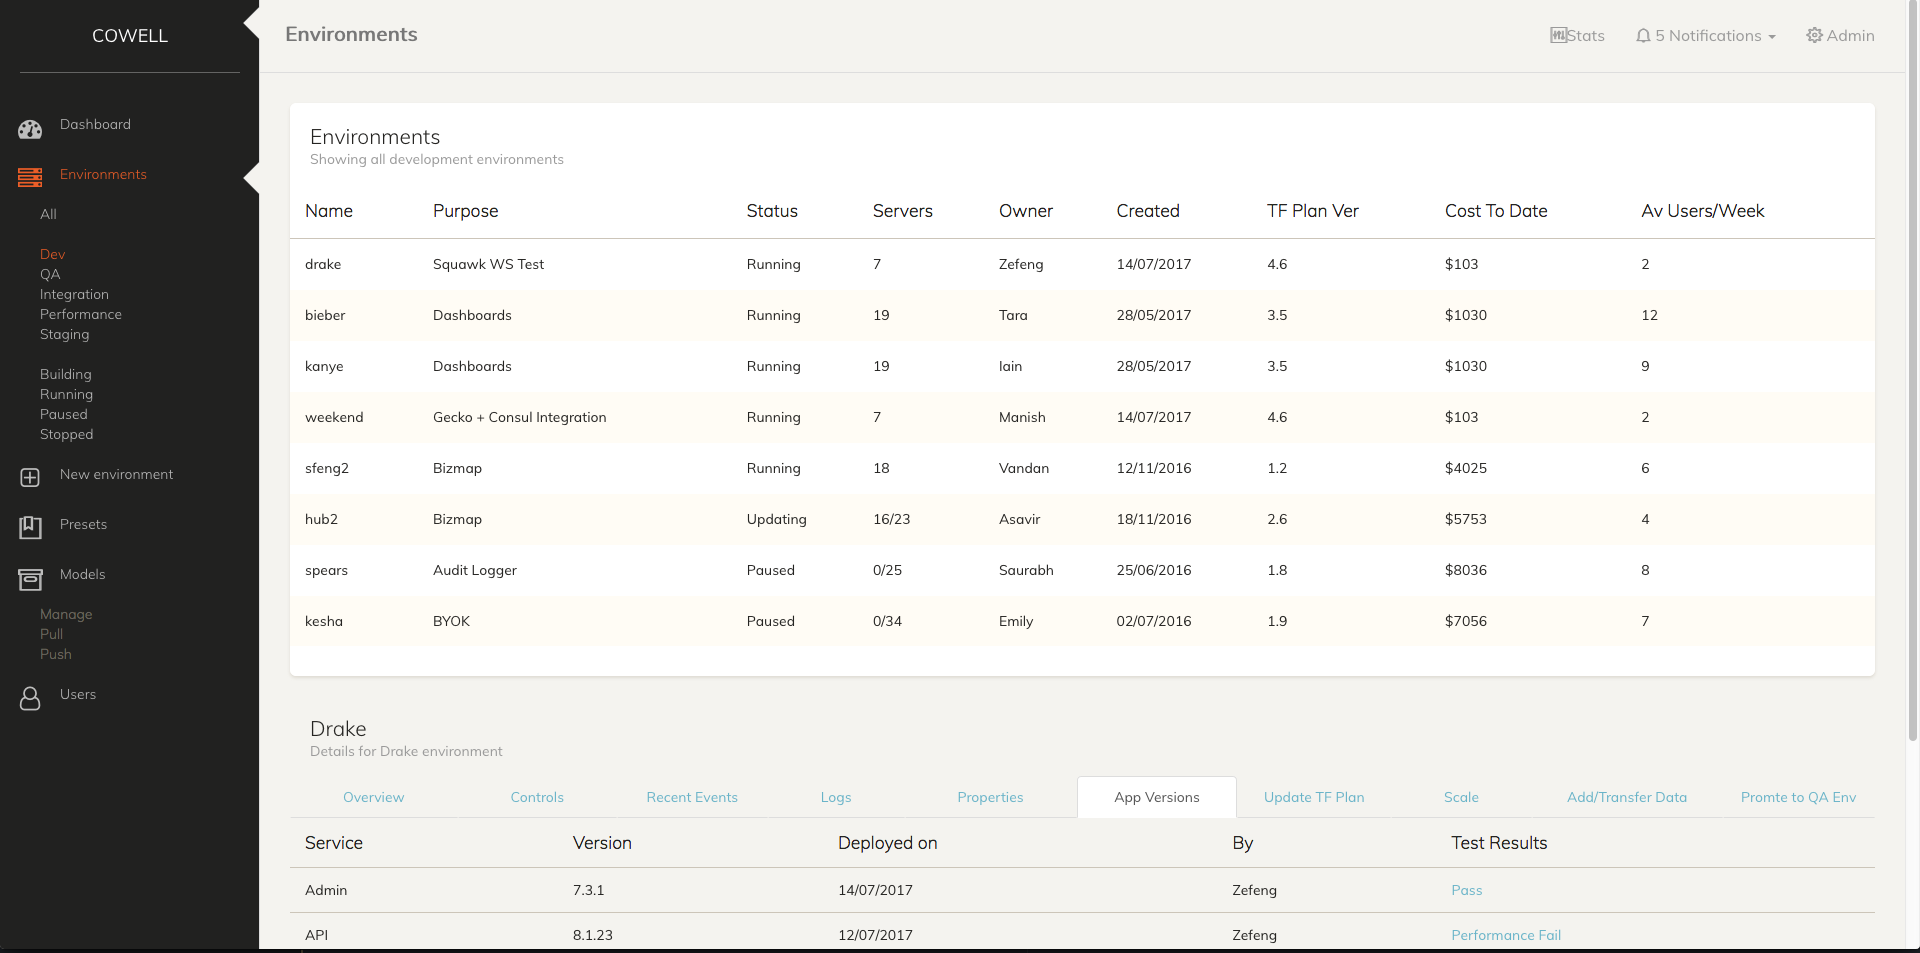 COWELL
Dashboard
Environments
All
Dev
QA
Integration
Performance
Staging
Building
Running
Paused
Stopped
New environment
Presets
Models
Manage
Pull
Push
Users
Environments
Stats 5 Notifications Admin
Environments
Showing all development environments
Name Purpose Status Servers Owner Created TF Plan Ver Cost To Date Av Users/Week
drake Squawk WS Test Running 7 Zefeng 14/07/2017 4.6 $103 2
bieber Dashboards Running 19 Tara 28/05/2017 3.5 $1030 12
kanye Dashboards Running 19 Iain 28/05/2017 3.5 $1030 9
weekend Gecko + Consul Integration Running 7 Manish 14/07/2017 4.6 $103 2
sfeng2 Bizmap Running 18 Vandan 12/11/2016 1.2 $4025 6
hub2 Bizmap Updating 16/23 Asavir 18/11/2016 2.6 $5753 4
spears Audit Logger Paused 0/25 Saurabh 25/06/2016 1.8 $8036 8
kesha BYOK Paused 0/34 Emily 02/07/2016 1.9 $7056 7
Drake
Details for Drake environment
Overview Controls Recent Events Logs Properties App Versions Update TF Plan Scale Add/Transfer Data Promte to QA Env
Service Version Deployed on By Test Results
Admin 7.3.1 14/07/2017 Zefeng Pass
API 8.1.23 12/07/2017 Zefeng Performance Fail